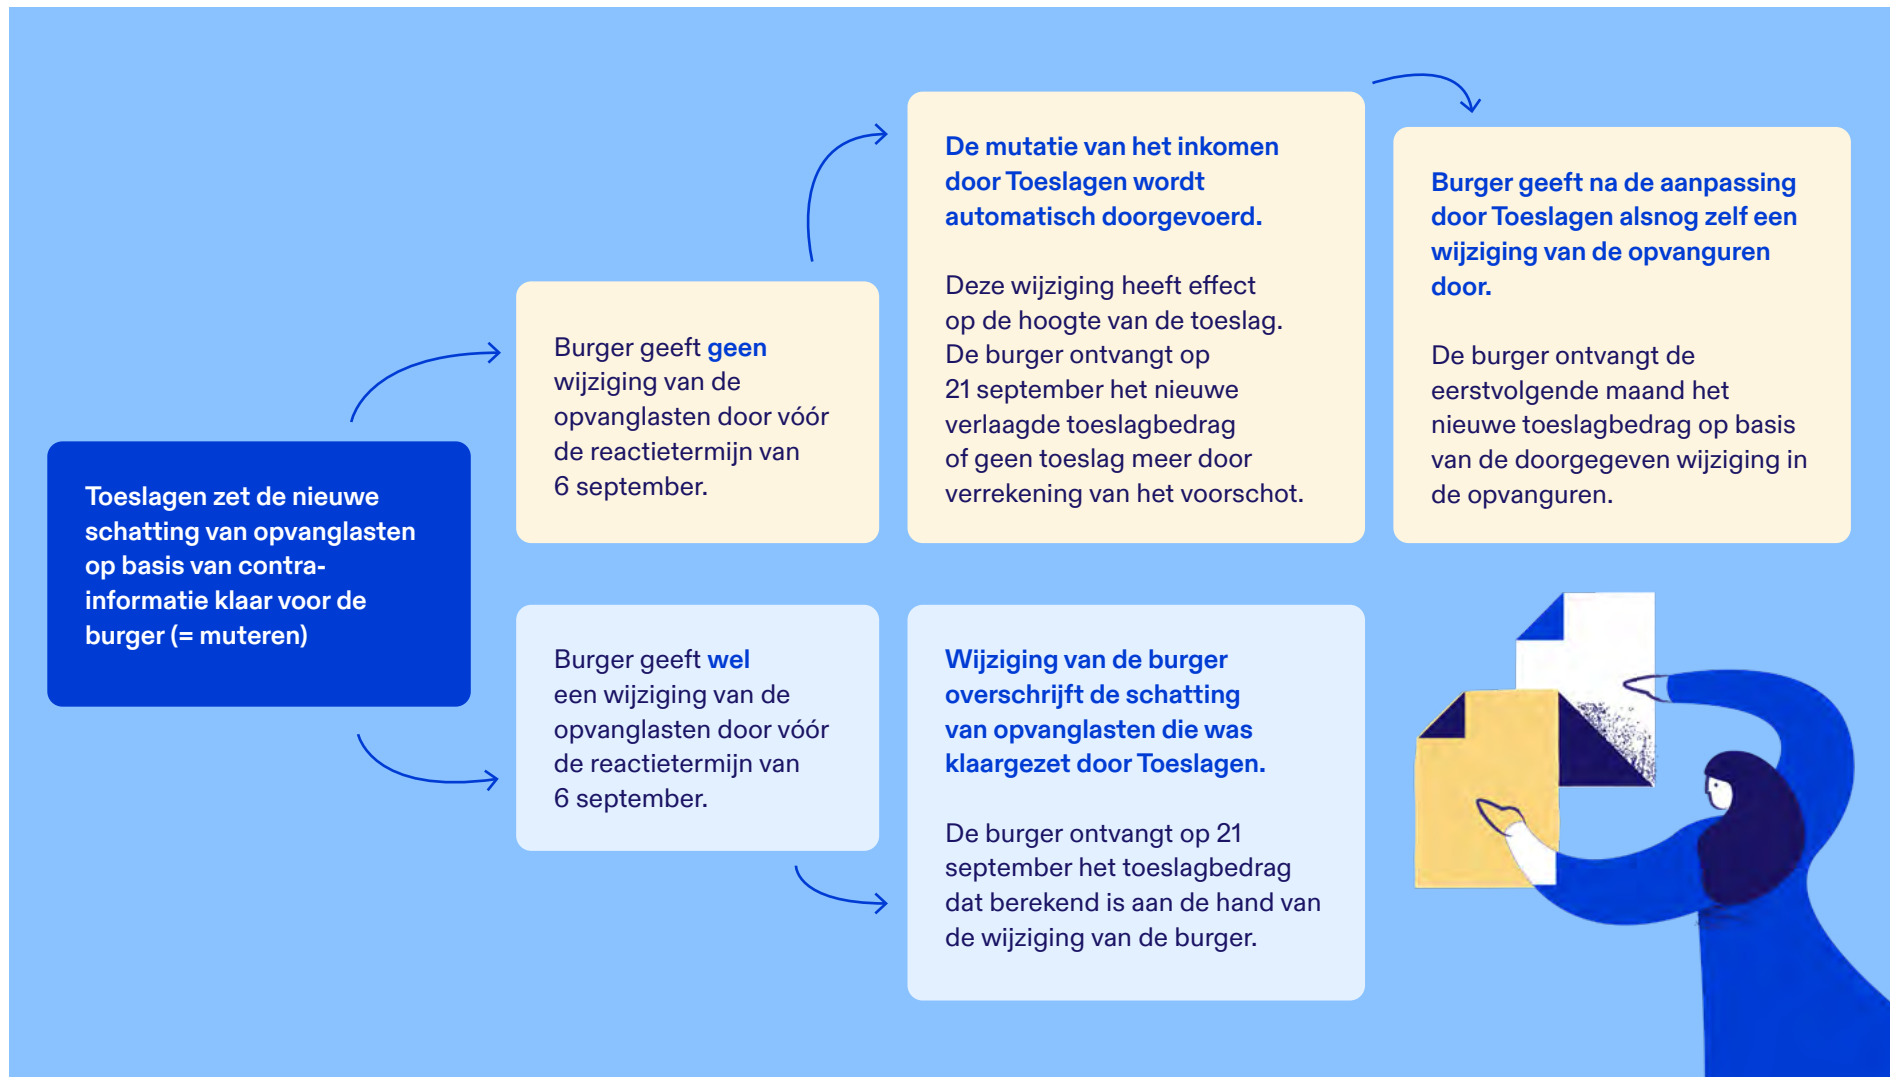 Toeslagen zet de nieuwe
schatting van opvanglasten
op basis van contra-
informatie klaar voor de
burger (= muteren)
Burger geeft geen
wijziging van de
opvanglasten door vóór
de reactietermijn van
6 september.
De mutatie van het inkomen
door Toeslagen wordt
automatisch doorgevoerd.
Deze wijziging heeft effect
op de hoogte van de toeslag.
De burger ontvangt op
21 september het nieuwe
verlaagde toeslagbedrag
of geen toeslag meer door
verrekening van het voorschot.
Burger geeft na de aanpassing
door Toeslagen alsnog zelf een
wijziging van de opvanguren
door.
De burger ontvangt de
eerstvolgende maand het
nieuwe toeslagbedrag op basis
van de doorgegeven wijziging in
de opvanguren.
Burger geeft wel
een wijziging van de
opvanglasten door vóór
de reactietermijn van
6 september.
Wijziging van de burger
overschrijft de schatting
van opvanglasten die was
klaargezet door Toeslagen.
De burger ontvangt op 21
september het toeslagbedrag
dat berekend is aan de hand van
de wijziging van de burger.